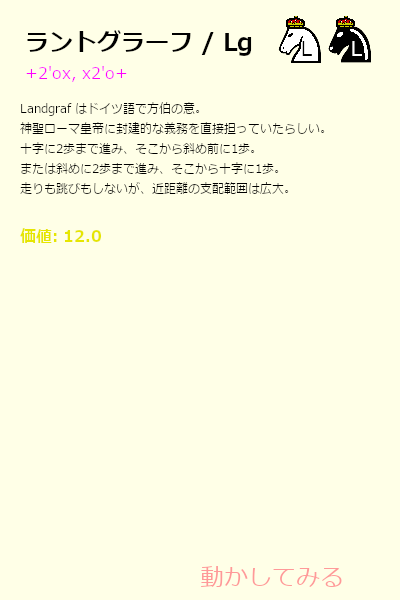 ラントグラーフ / Lg
+2'ox, x2'o+
Landgraf はドイツ語で方伯の意。
神聖ローマ皇帝に封建的な義務を直接担っていたらしい。
十字に2歩まで進み、そこから斜め前に1歩。
または斜めに2歩まで進み、そこから十字に1歩。
走りも跳びもしないが、近距離の支配範囲は広大。
価値: 12.0
動かしてみる
L
L